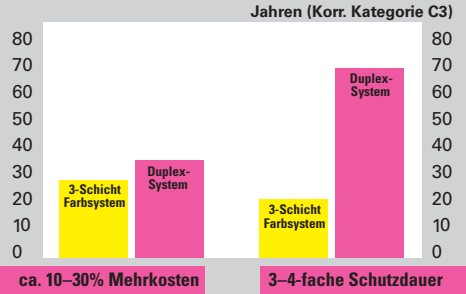 Jahren (Korr. Kategorie C3)
80
70
60
50
40
30
20
10
0
3-Schicht
Farbsystem
Duplex-
System
3-Schicht
Farbsystem
Duplex-
System
80
70
60
50
40
30
20
10
0
ca. 10–30% Mehrkosten
3–4-fache Schutzdauer